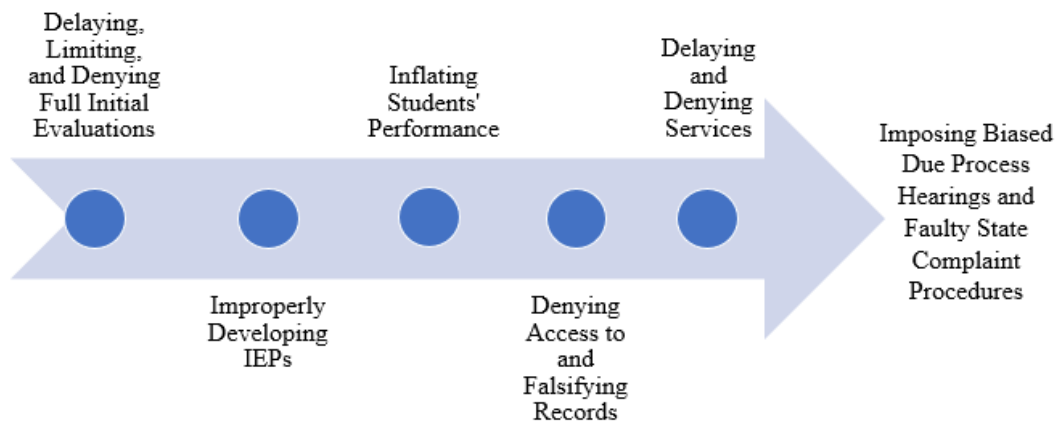 Delaying,
Limiting,
and Denying
Full Initial
Evaluations
Improperly
Developing
IEPs
Inflating
Students'
Performance
Denying
Access to
and
Falsifying
Records
Delaying
and
Denying
Services
Imposing Biased
Due Process
Hearings and
Faulty State
Complaint
Procedures